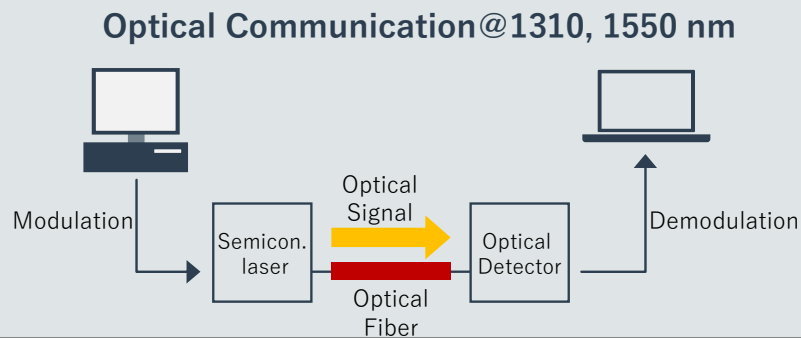 Optical Communication@1310, 1550 nm
Optical
Signal
Modulation
Demodulation
Semicon.
laser
Optical
Detector
Optical
Fiber